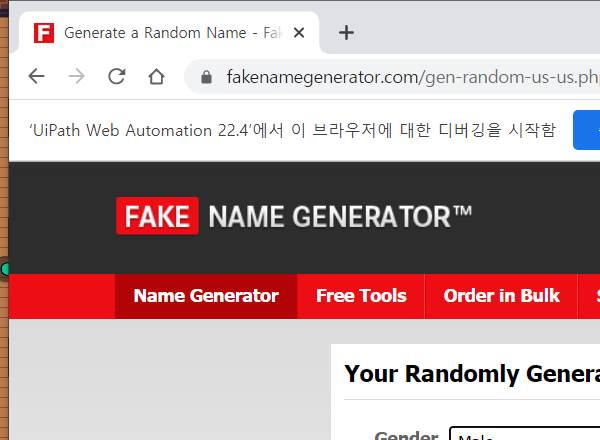 F Generate a Random Name - Fak
fakenamegenerator.com/gen-random-us-us.ph
'UiPath Web Automation 22.4'에서 이 브라우저에 대한 디버깅을 시작함
FAKE NAME GENERATOR™
Name Generator Free Tools Order in Bulk
Your Randomly Genera
Gender Male